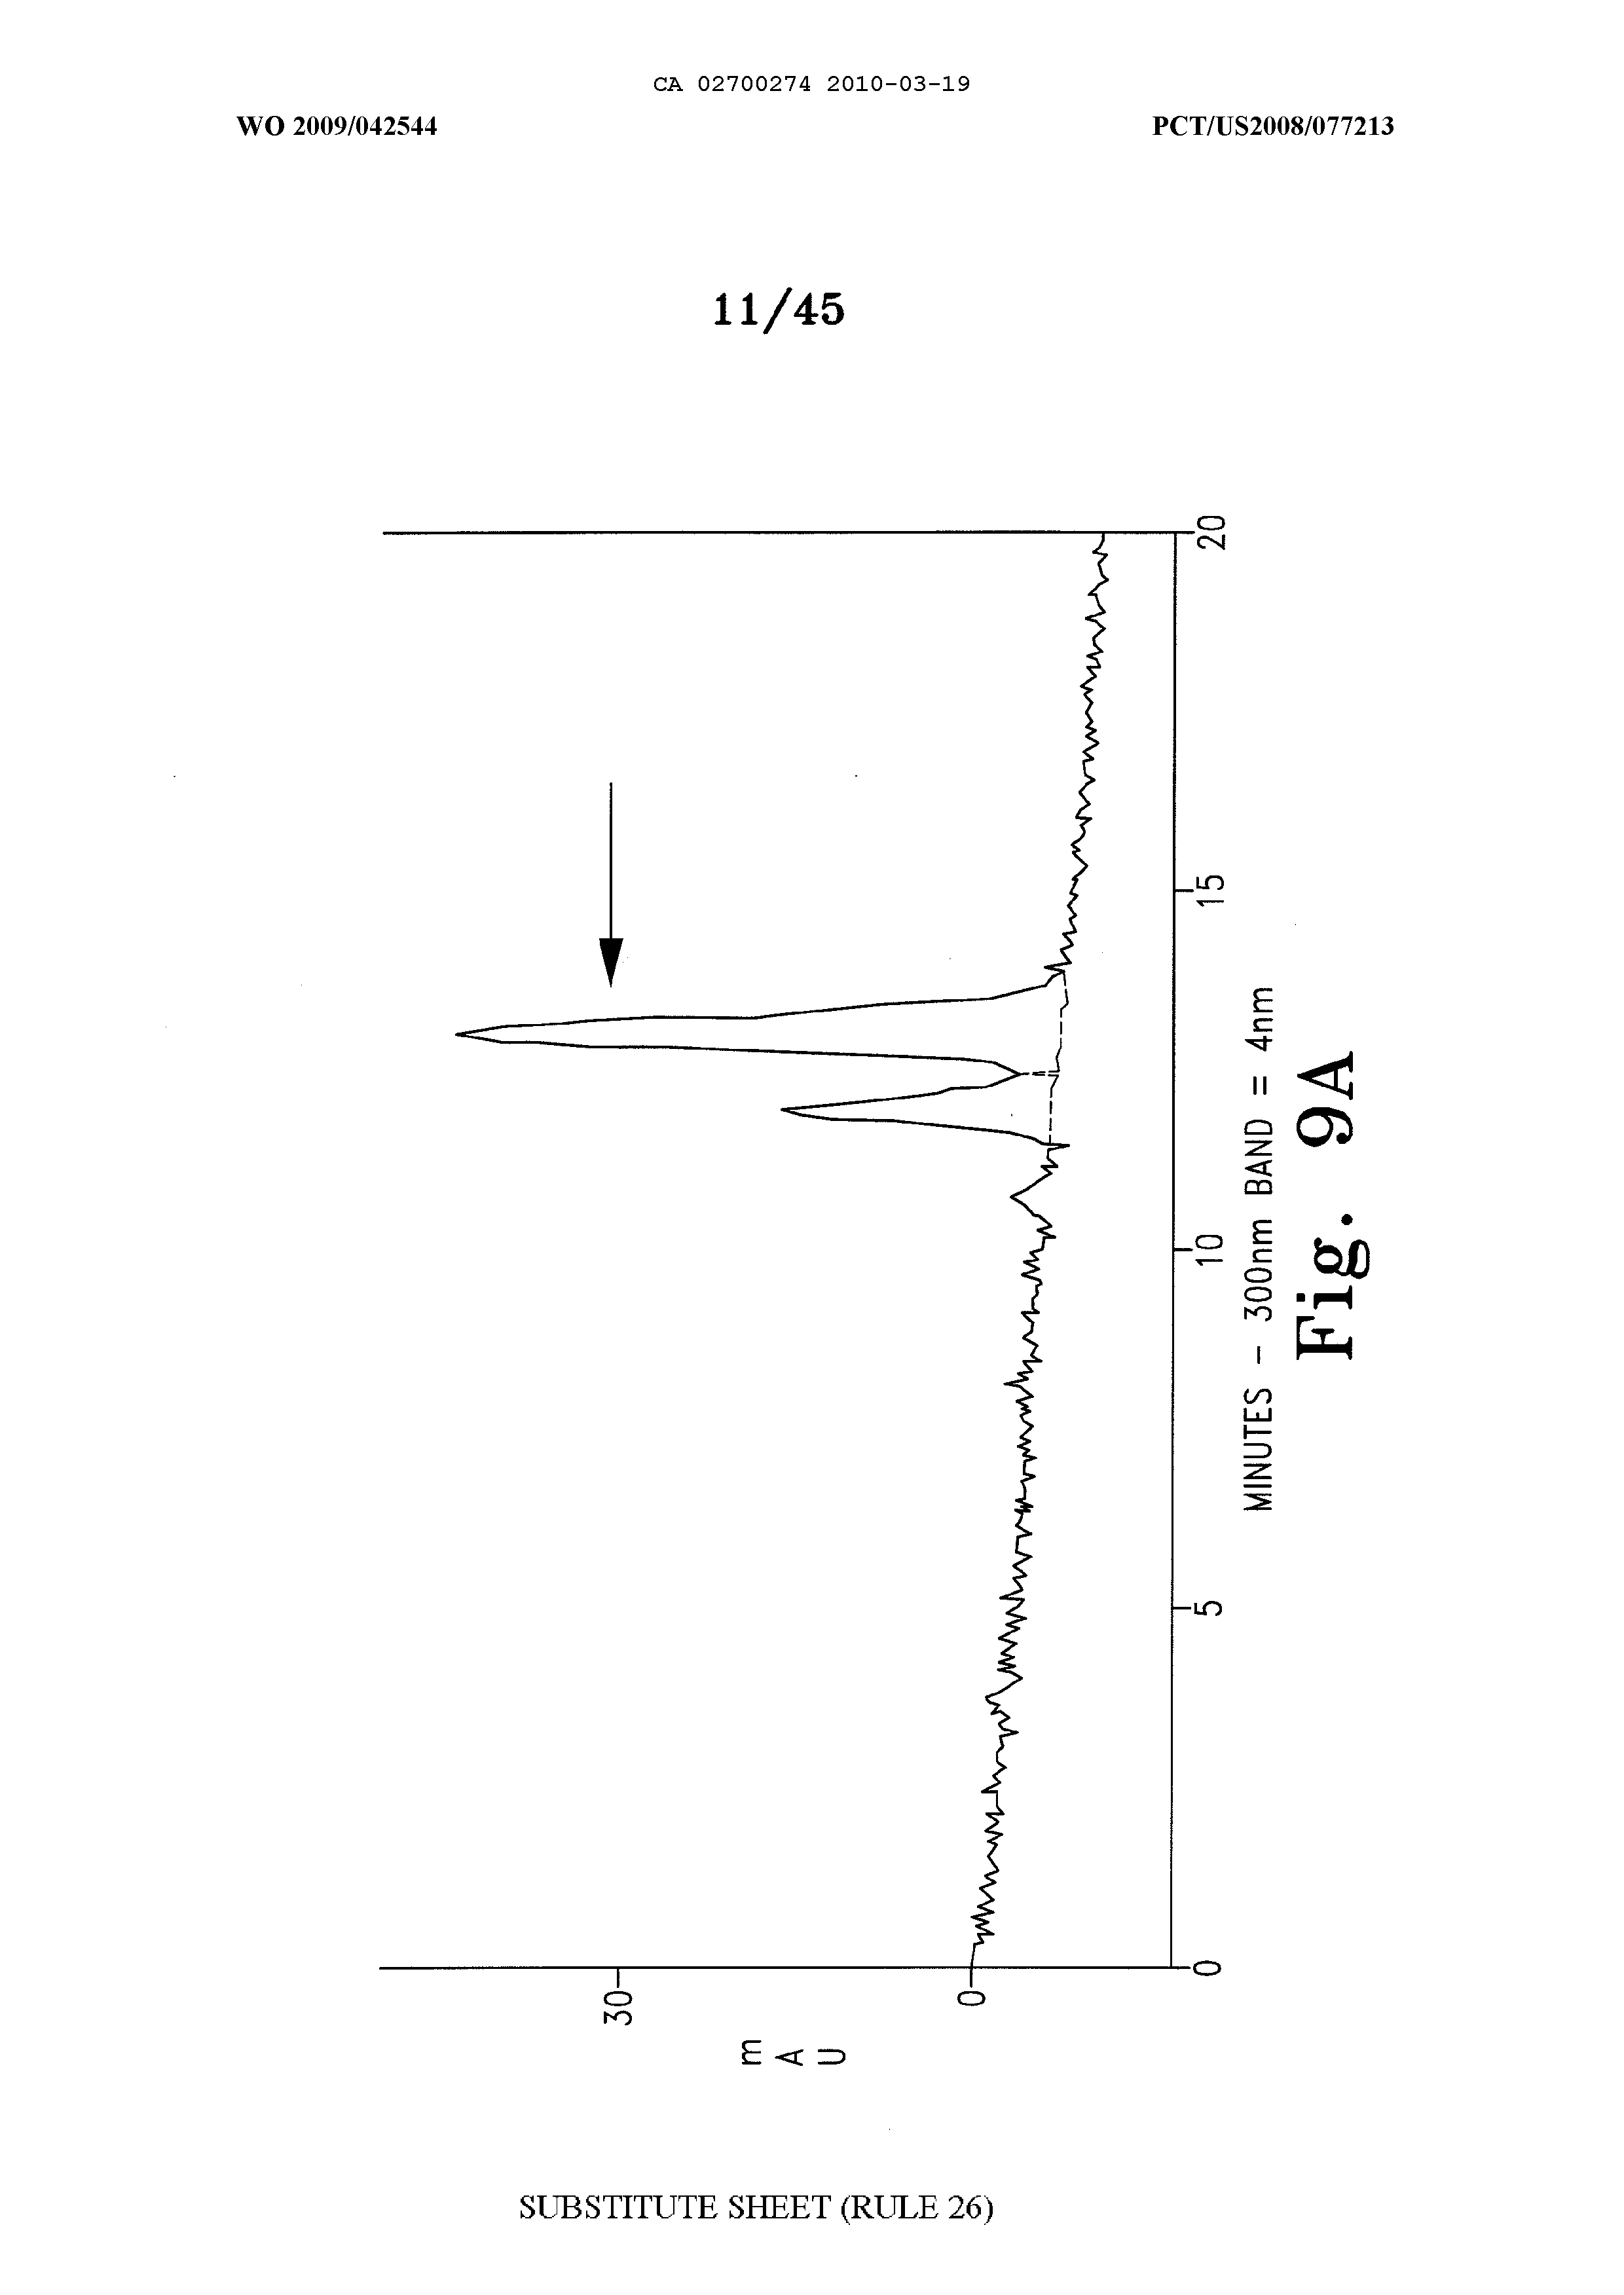 CA 02700274 2010-03-19
WO 2009/042544 PCT/US2008/077213
11/45
30
0
m
A
U
0
5
10
15
20
MINUTES - 300nm BAND = 4nm
Fig. 9A
SUBSTITUTE SHEET (RULE 26)